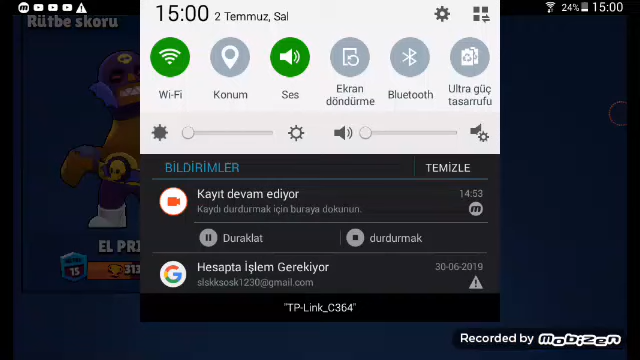 24% 15:00
Rütbe skoru
15:00 2 Temmuz, Sal
Wi-Fi
Konum
Ses
Ekran
döndürme
Bluetooth
Ultra güç
tasarrufu
BİLDİRİMLER
TEMİZLE
Kayıt devam ediyor
14:53
Kaydı durdurmak için buraya dokunun.
Duraklat
durdurmak
EL PRI
15
313
Hesapta İşlem Gerekiyor
30-06-2019
slskksosk1230@gmail.com
"TP-Link_C364"
Recorded by Mobizen